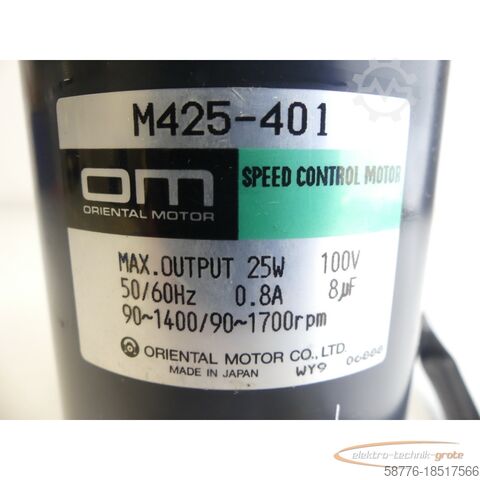 M425-401
om
ORIENTAL MOTOR
SPEED CONTROL MOTOR
MAX.OUTPUT 25W 100V
50/60Hz 0.8A 8μF
90~1400/90~1700rpm
ORIENTAL MOTOR CO.,LTD.
MADE IN JAPAN WY9
elektro-technik-grote
58776-18517566